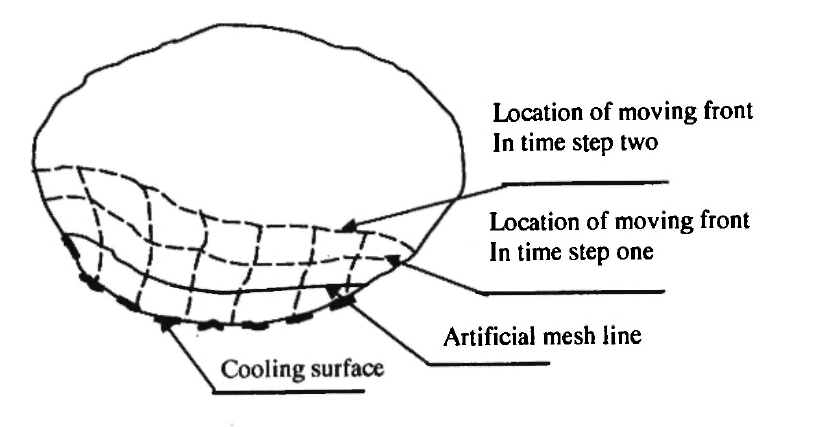 Location of moving front
In time step two
Location of moving front
In time step one
Artificial mesh line
Cooling surface